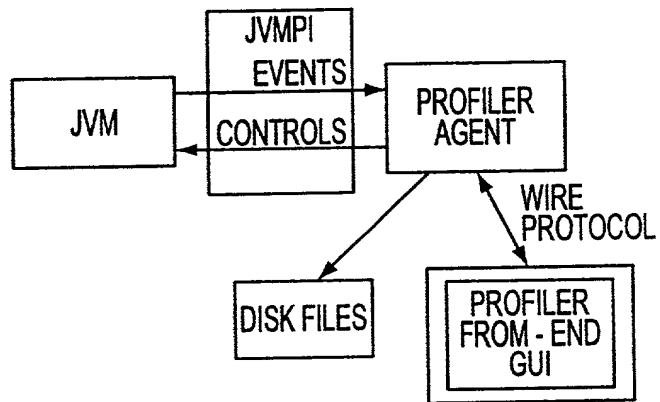 JVMPI
EVENTS
JVM
CONTROLS
PROFILER
AGENT
WIRE
PROTOCOL
DISK FILES
PROFILER
FROM - END
GUI